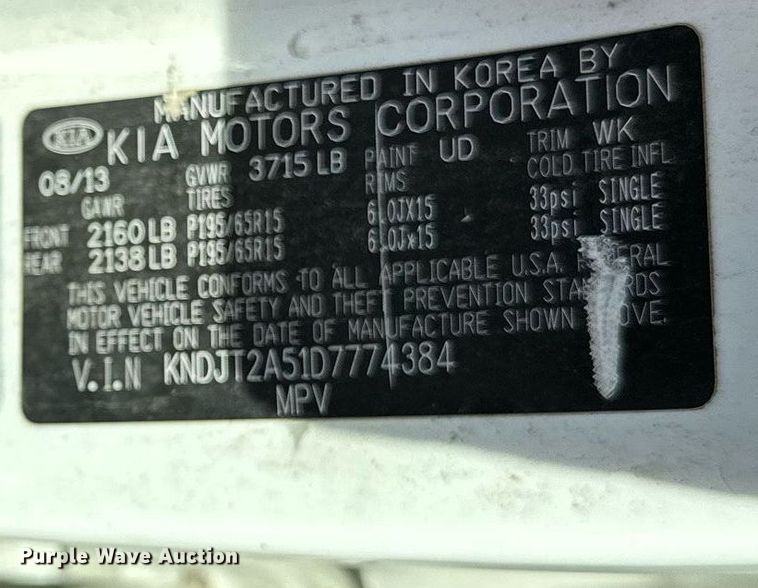 MANUFACTURED IN KOREA BY
KIA KIA MOTORS CORPORATION
08/13 GVWR 3715 LB PAINT UD TRIM WK
GAWR TIRES RIMS COLD TIRE INFL
FRONT 2160 LB P195/65R15 6.0JX15 33psi SINGLE
REAR 2138 LB P195/65R15 6.0Jx15 33psi SINGLE
THIS VEHICLE CONFORMS TO ALL APPLICABLE U.S.A. FEDERAL
MOTOR VEHICLE SAFETY AND THEFT PREVENTION STANDARDS
IN EFFECT ON THE DATE OF MANUFACTURE SHOWN ABOVE.
V.I.N KNDJT2A51D7774384
MPV
Purple Wave Auction